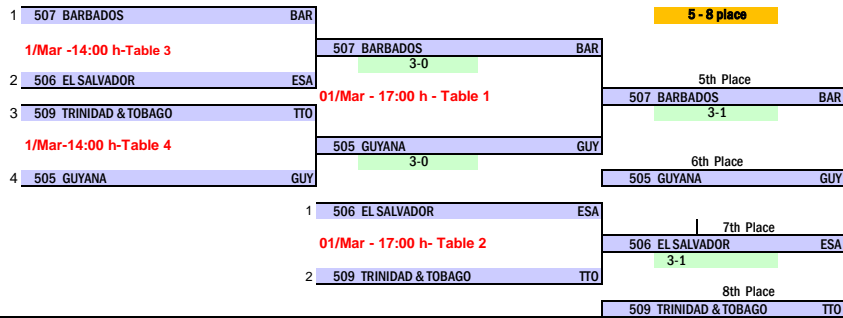 1 507 BARBADOS BAR
5 - 8 place
1/Mar -14:00 h-Table 3
507 BARBADOS BAR
3-0
2 506 EL SALVADOR ESA
5th Place
01/Mar - 17:00 h - Table 1
507 BARBADOS BAR
3 509 TRINIDAD & TOBAGO TTO
3-1
1/Mar-14:00 h-Table 4
505 GUYANA GUY
3-0
6th Place
4 505 GUYANA GUY
505 GUYANA GUY
1 506 EL SALVADOR ESA
7th Place
01/Mar - 17:00 h- Table 2
506 EL SALVADOR ESA
3-1
2 509 TRINIDAD & TOBAGO TTO
8th Place
509 TRINIDAD & TOBAGO TTO